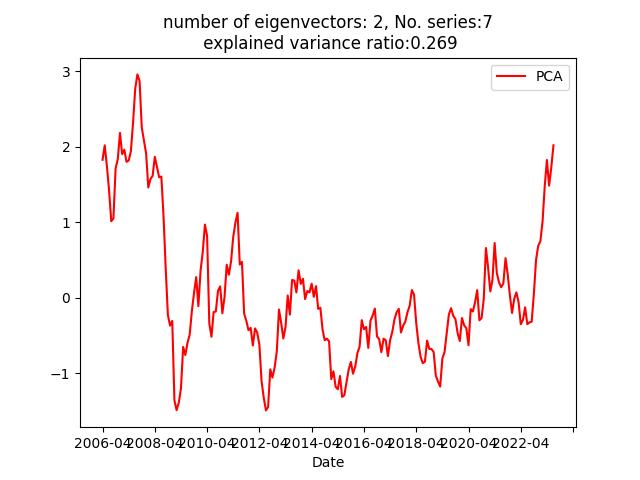 number of eigenvectors: 2, No. series:7
explained variance ratio:0.269
PCA
3
2
1
0
−1
2006-04 2008-04 2010-04 2012-04 2014-04 2016-04 2018-04 2020-04 2022-04
Date